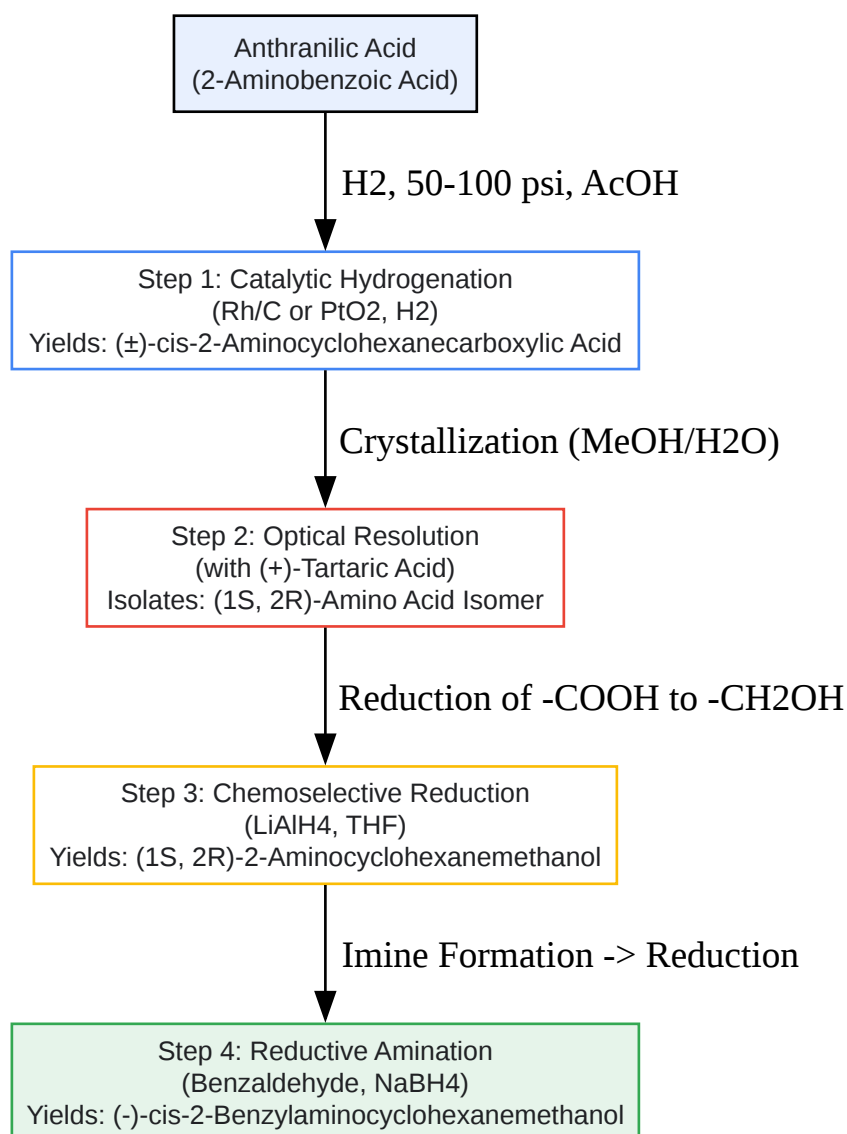 Anthranilic Acid
(2-Aminobenzoic Acid)
H2, 50-100 psi, AcOH
Step 1: Catalytic Hydrogenation
(Rh/C or PtO2, H2)
Yields: (±)-cis-2-Aminocyclohexanecarboxylic Acid
Crystallization (MeOH/H2O)
Step 2: Optical Resolution
(with (+)-Tartaric Acid)
Isolates: (1S, 2R)-Amino Acid Isomer
Reduction of -COOH to -CH2OH
Step 3: Chemoselective Reduction
(LiAlH4, THF)
Yields: (1S, 2R)-2-Aminocyclohexanemethanol
Imine Formation -> Reduction
Step 4: Reductive Amination
(Benzaldehyde, NaBH4)
Yields: (-)-cis-2-Benzylaminocyclohexanemethanol